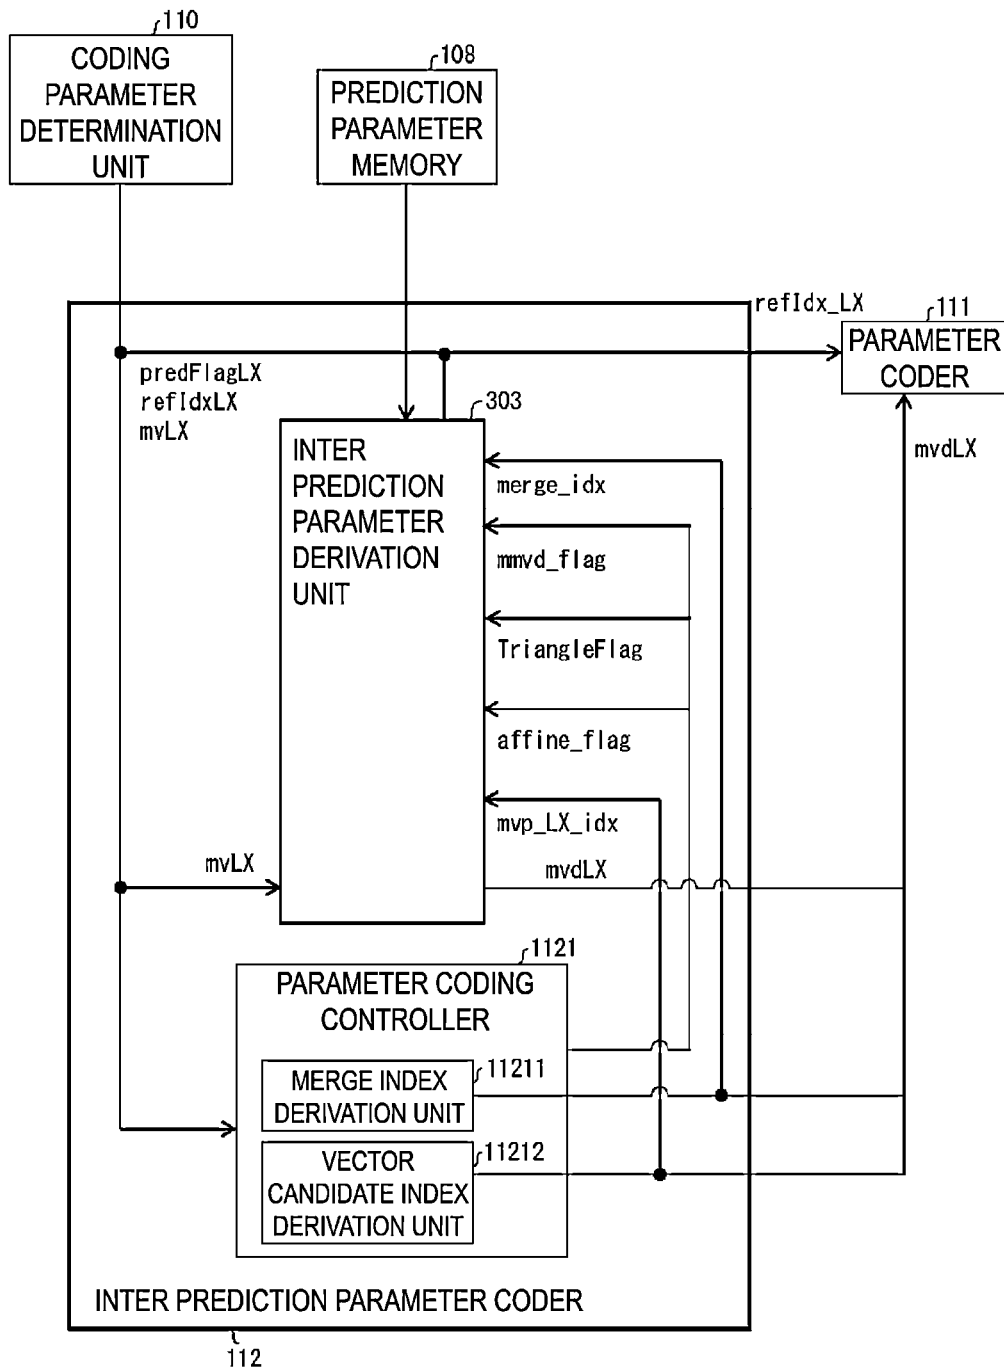 110
CODING
PARAMETER
DETERMINATION
UNIT
108
PREDICTION
PARAMETER
MEMORY
refIdx_LX
111
PARAMETER
CODER
predFlagLX
refIdxLX
mvLX
303
mvdLX
INTER
PREDICTION
PARAMETER
DERIVATION
UNIT
merge_idx
mmvd_flag
TriangleFlag
affine_flag
mvp_LX_idx
mvLX
mvdLX
1121
PARAMETER CODING
CONTROLLER
11211
MERGE INDEX
DERIVATION UNIT
11212
VECTOR
CANDIDATE INDEX
DERIVATION UNIT
INTER PREDICTION PARAMETER CODER
112